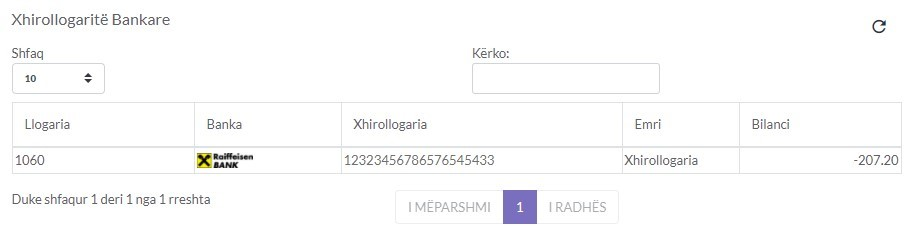 Xhirollogaritë Bankare
Shfaq Kërko:
10
Llogaria Banka Xhirollogaria Emri Bilanci
1060 Raiffeisen BANK 12323456786576545433 Xhirollogaria -207.20
Duke shfaqur 1 deri 1 nga 1 rreshta I MËPARSHMI 1 I RADHËS